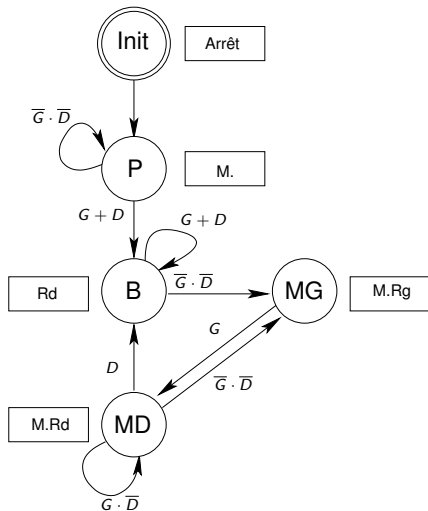 Init
Arrêt
G̅ · D̅
P
M.
G + D
G + D
Rd
B
G̅ · D̅
MG
M.Rg
G
D
G̅ · D̅
M.Rd
MD
G · D̅